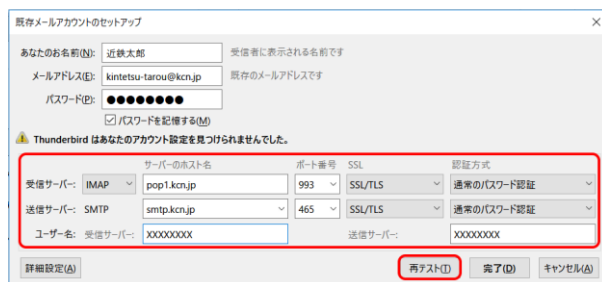 既存メールアカウントのセットアップ
あなたのお名前(N): 近鉄太郎 受信者に表示される名前です
メールアドレス(E): kintetsu-tarou@kcn.jp 既存のメールアドレスです
パスワード(P): ●●●●●●●●
パスワードを記憶する(M)
Thunderbird はあなたのアカウント設定を見つけられませんでした。
サーバーのホスト名 ポート番号 SSL 認証方式
受信サーバー: IMAP pop1.kcn.jp 993 SSL/TLS 通常のパスワード認証
送信サーバー: SMTP smtp.kcn.jp 465 SSL/TLS 通常のパスワード認証
ユーザー名: 受信サーバー: XXXXXXXX 送信サーバー: XXXXXXXX
詳細設定(A) 再テスト(T) 完了(D) キャンセル(A)